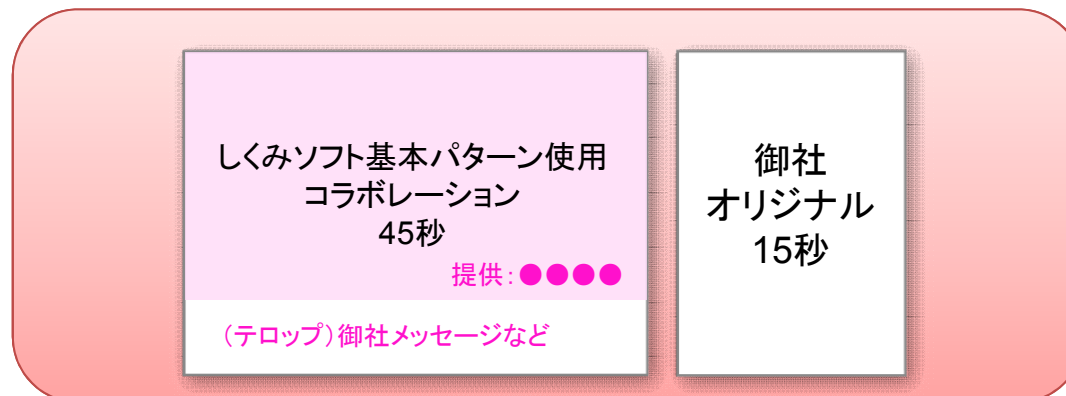 しくみソフト基本パターン使用
コラボレーション
45秒
提供：●●●●
（テロップ）御社メッセージなど
御社
オリジナル
15秒